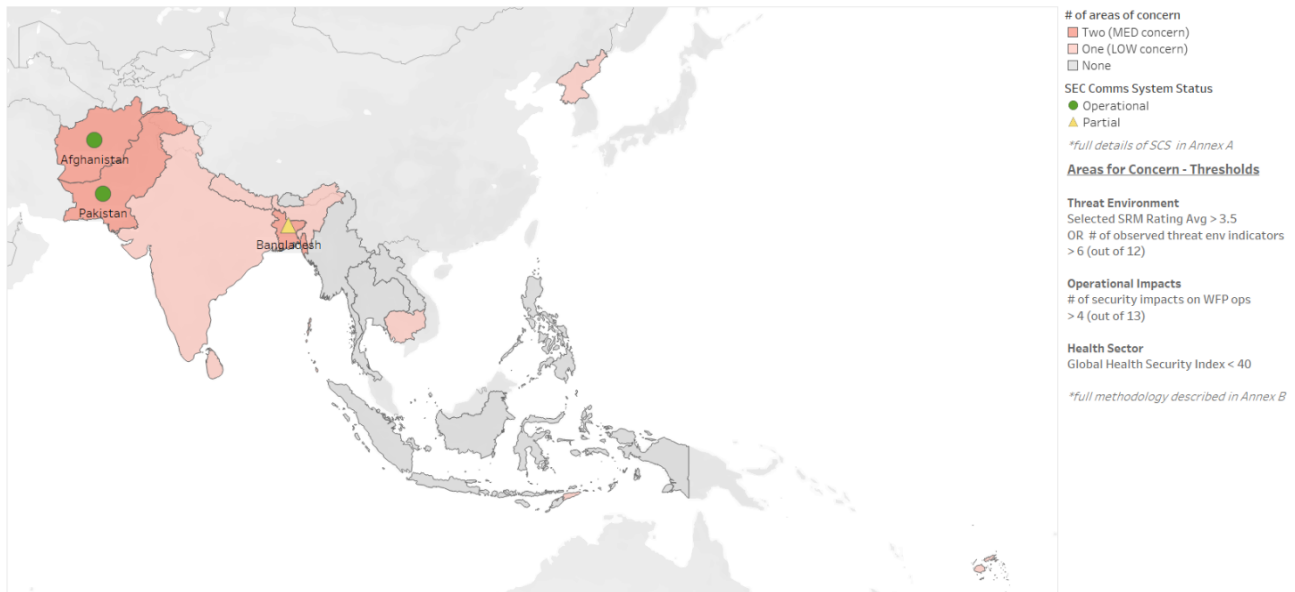 Afghanistan
Pakistan
Bangladesh
# of areas of concern
Two (MED concern)
One (LOW concern)
None
SEC Comms System Status
Operational
Partial
*full details of SCS in Annex A
Areas for Concern - Thresholds
Threat Environment
Selected SRM Rating Avg > 3.5
OR # of observed threat env indicators
> 6 (out of 12)
Operational Impacts
# of security impacts on WFP ops
> 4 (out of 13)
Health Sector
Global Health Security Index < 40
*full methodology described in Annex B